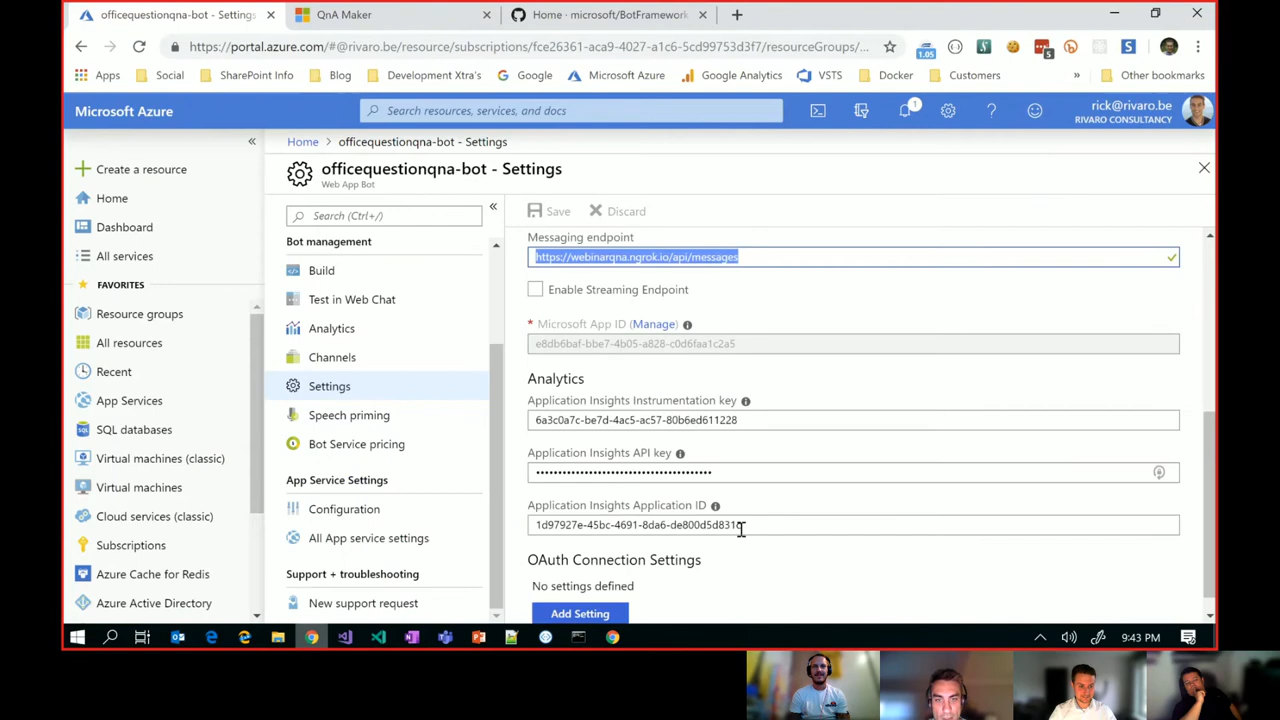 officequestionqna-bot - Settings
QnA Maker
Home · microsoft/BotFramework
https://portal.azure.com/#@rivaro.be/resource/subscriptions/fce26361-aca9-4027-a1c6-5cd99753d3f7/resourceGroups/...
1.05
5
S
Apps
Social
SharePoint Info
Blog
Development Xtra's
Google
Microsoft Azure
Google Analytics
VSTS
Docker
Customers
»
Other bookmarks
Microsoft Azure
Search resources, services, and docs
1
rick@rivaro.be
RIVARO CONSULTANCY
Create a resource
Home
Dashboard
All services
FAVORITES
Resource groups
All resources
Recent
App Services
SQL databases
Virtual machines (classic)
Virtual machines
Cloud services (classic)
Subscriptions
Azure Cache for Redis
Azure Active Directory
Home > officequestionqna-bot - Settings
officequestionqna-bot - Settings
Web App Bot
Search (Ctrl+/)
Bot management
Build
Test in Web Chat
Analytics
Channels
Settings
Speech priming
Bot Service pricing
App Service Settings
Configuration
All App service settings
Support + troubleshooting
New support request
Save
Discard
Messaging endpoint
https://webinarqna.ngrok.io/api/messages
Enable Streaming Endpoint
* Microsoft App ID (Manage)
e8db6baf-bbe7-4b05-a828-c0d6faa1c2a5
Analytics
Application Insights Instrumentation key
6a3c0a7c-be7d-4ac5-ac57-80b6ed611228
Application Insights API key
Application Insights Application ID
OAuth Connection Settings
No settings defined
Add Setting
9:43 PM